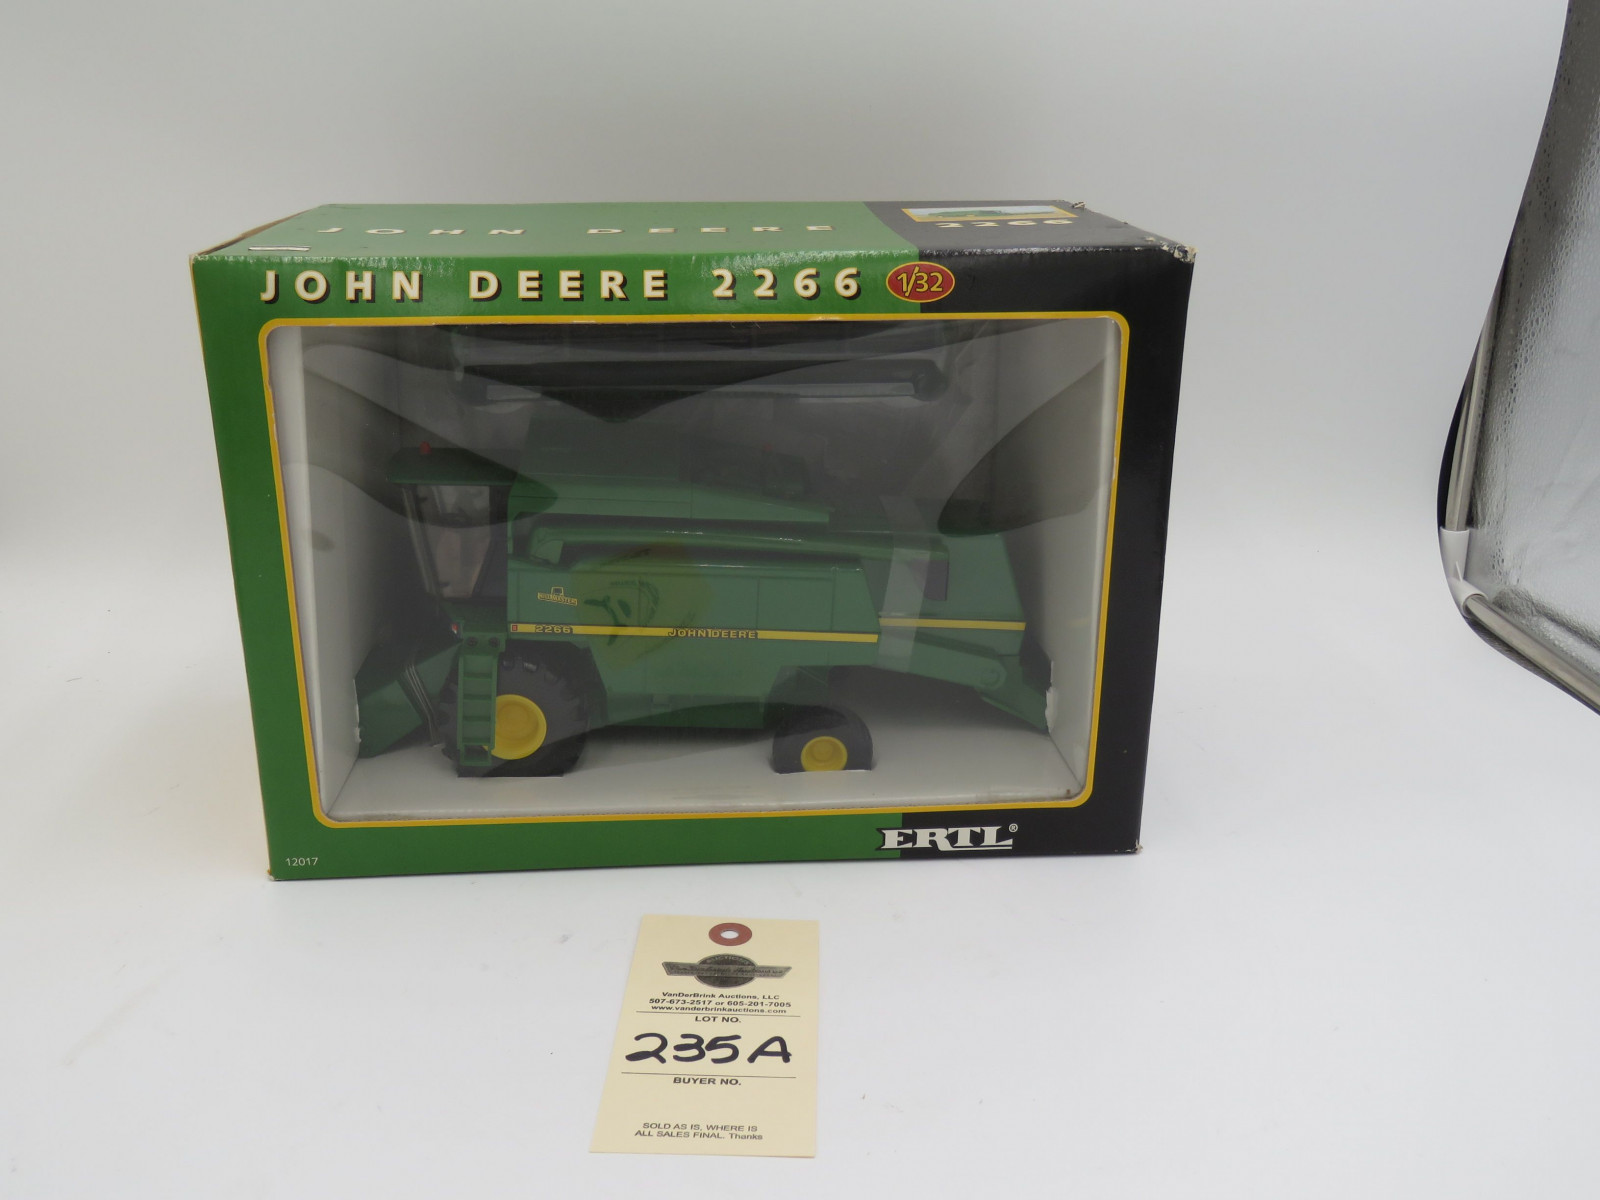 JOHN DEERE
2266
JOHN DEERE 2266 1/32
2266 JOHN DEERE
ERTL®
12017
AUCTIONS
VanDerBrink Auctions, LLC
507-673-2517 or 605-201-7005
www.vanderbrinkauctions.com
LOT NO.
235A
BUYER NO.
SOLD AS IS, WHERE IS
ALL SALES FINAL. Thanks